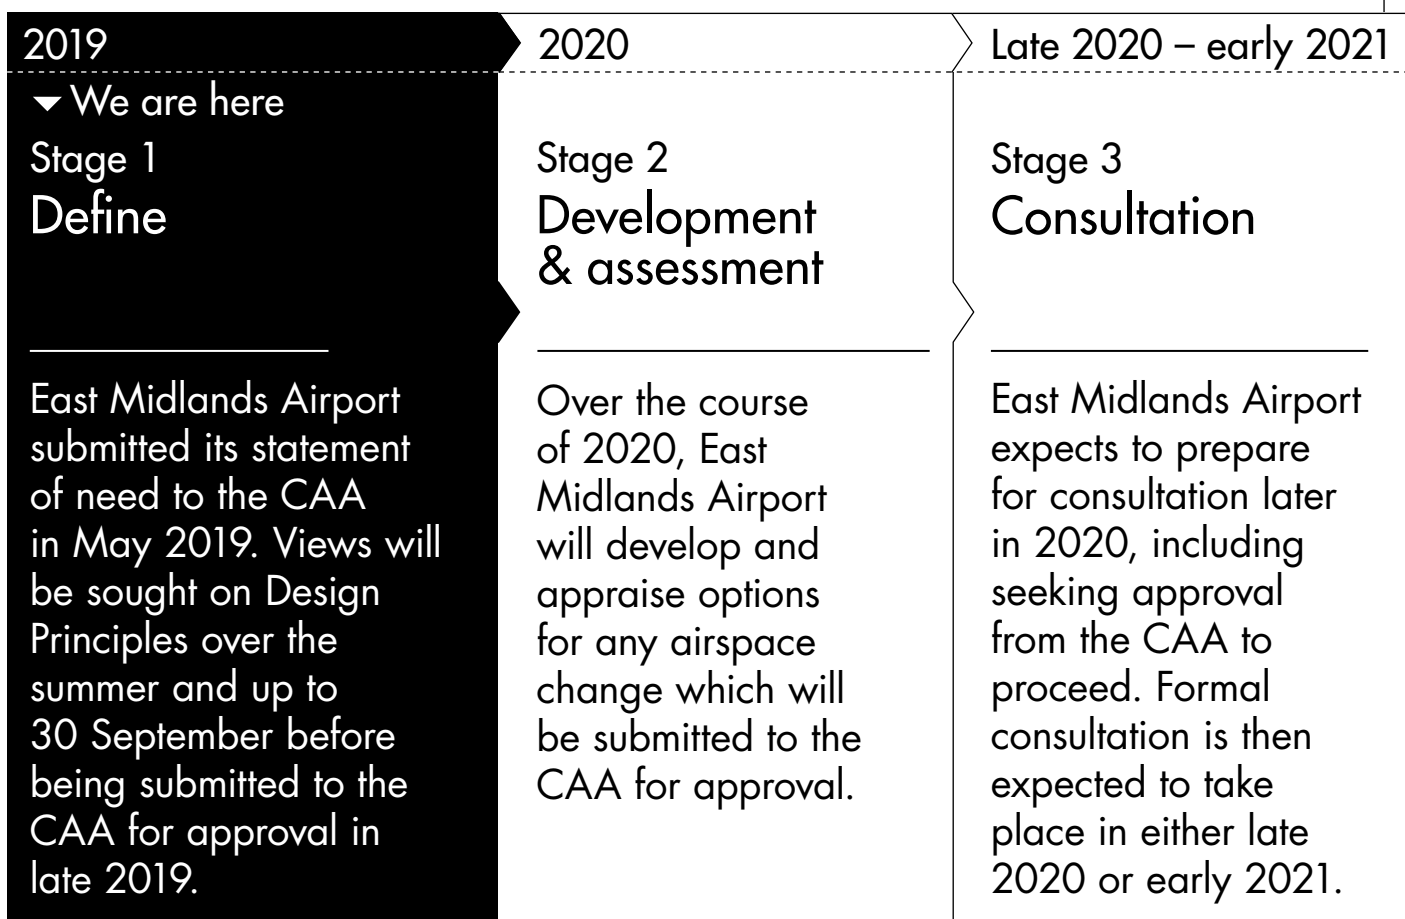 2019
We are here
Stage 1
Define
East Midlands Airport
submitted its statement
of need to the CAA
in May 2019. Views will
be sought on Design
Principles over the
summer and up to
30 September before
being submitted to the
CAA for approval in
late 2019.
2020
Stage 2
Development
& assessment
Over the course
of 2020, East
Midlands Airport
will develop and
appraise options
for any airspace
change which will
be submitted to the
CAA for approval.
Late 2020 – early 2021
Stage 3
Consultation
East Midlands Airport
expects to prepare
for consultation later
in 2020, including
seeking approval
from the CAA to
proceed. Formal
consultation is then
expected to take
place in either late
2020 or early 2021.